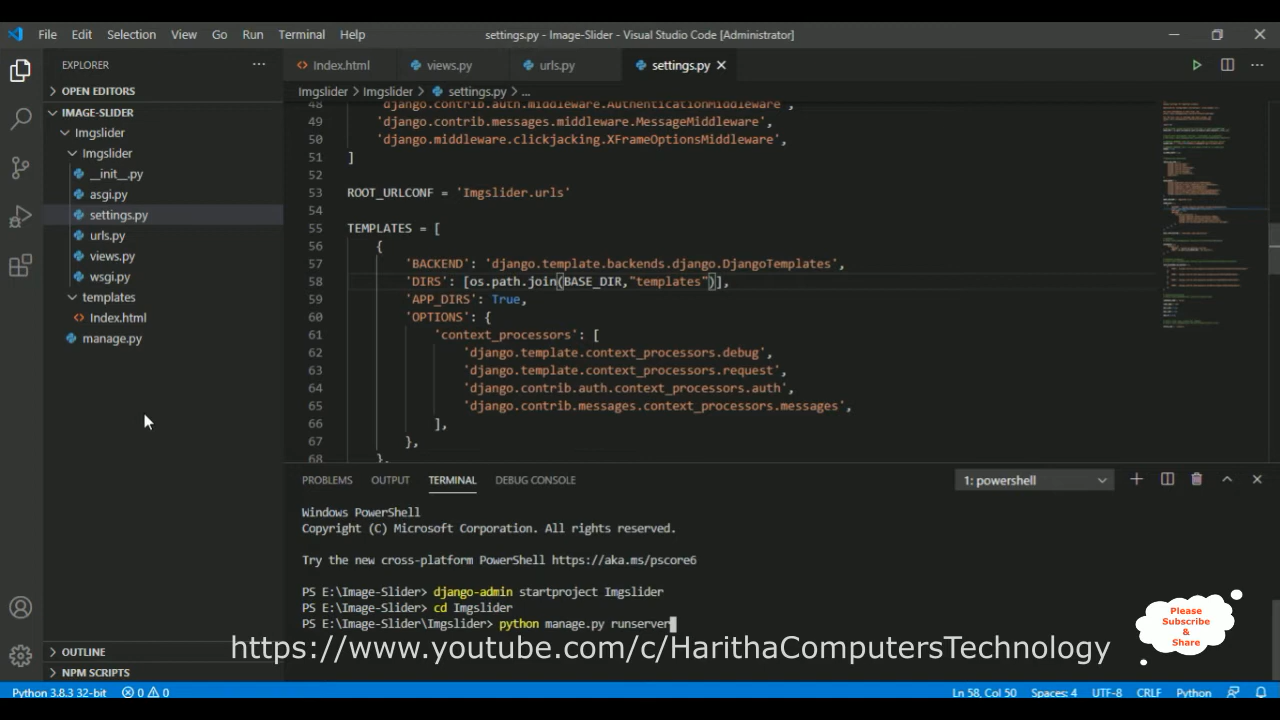 File Edit Selection View Go Run Terminal Help
settings.py - Image-Slider - Visual Studio Code [Administrator]
EXPLORER
OPEN EDITORS
IMAGE-SLIDER
Imgslider
Imgslider
__init__.py
asgi.py
settings.py
urls.py
views.py
wsgi.py
templates
Index.html
manage.py
OUTLINE
NPM SCRIPTS
Index.html views.py urls.py settings.py
Imgslider > Imgslider > settings.py > ...
48 'django.contrib.auth.middleware.AuthenticationMiddleware',
49 'django.contrib.messages.middleware.MessageMiddleware',
50 'django.middleware.clickjacking.XFrameOptionsMiddleware',
51 ]
52
53 ROOT_URLCONF = 'Imgslider.urls'
54
55 TEMPLATES = [
56 {
57 'BACKEND': 'django.template.backends.django.DjangoTemplates',
58 'DIRS': [os.path.join(BASE_DIR,"templates")],
59 'APP_DIRS': True,
60 'OPTIONS': {
61 'context_processors': [
62 'django.template.context_processors.debug',
63 'django.template.context_processors.request',
64 'django.contrib.auth.context_processors.auth',
65 'django.contrib.messages.context_processors.messages',
66 ],
67 },
68 },
PROBLEMS OUTPUT TERMINAL DEBUG CONSOLE
1: powershell
Windows PowerShell
Copyright (C) Microsoft Corporation. All rights reserved.
Try the new cross-platform PowerShell https://aka.ms/pscore6
PS E:\Image-Slider> django-admin startproject Imgslider
PS E:\Image-Slider> cd Imgslider
PS E:\Image-Slider\Imgslider> python manage.py runserver
Please
Subscribe
&
Share
https://www.youtube.com/c/HarithaComputersTechnology
Python 3.8.3 32-bit 0 0 Ln 58, Col 50 Spaces: 4 UTF-8 CRLF Python